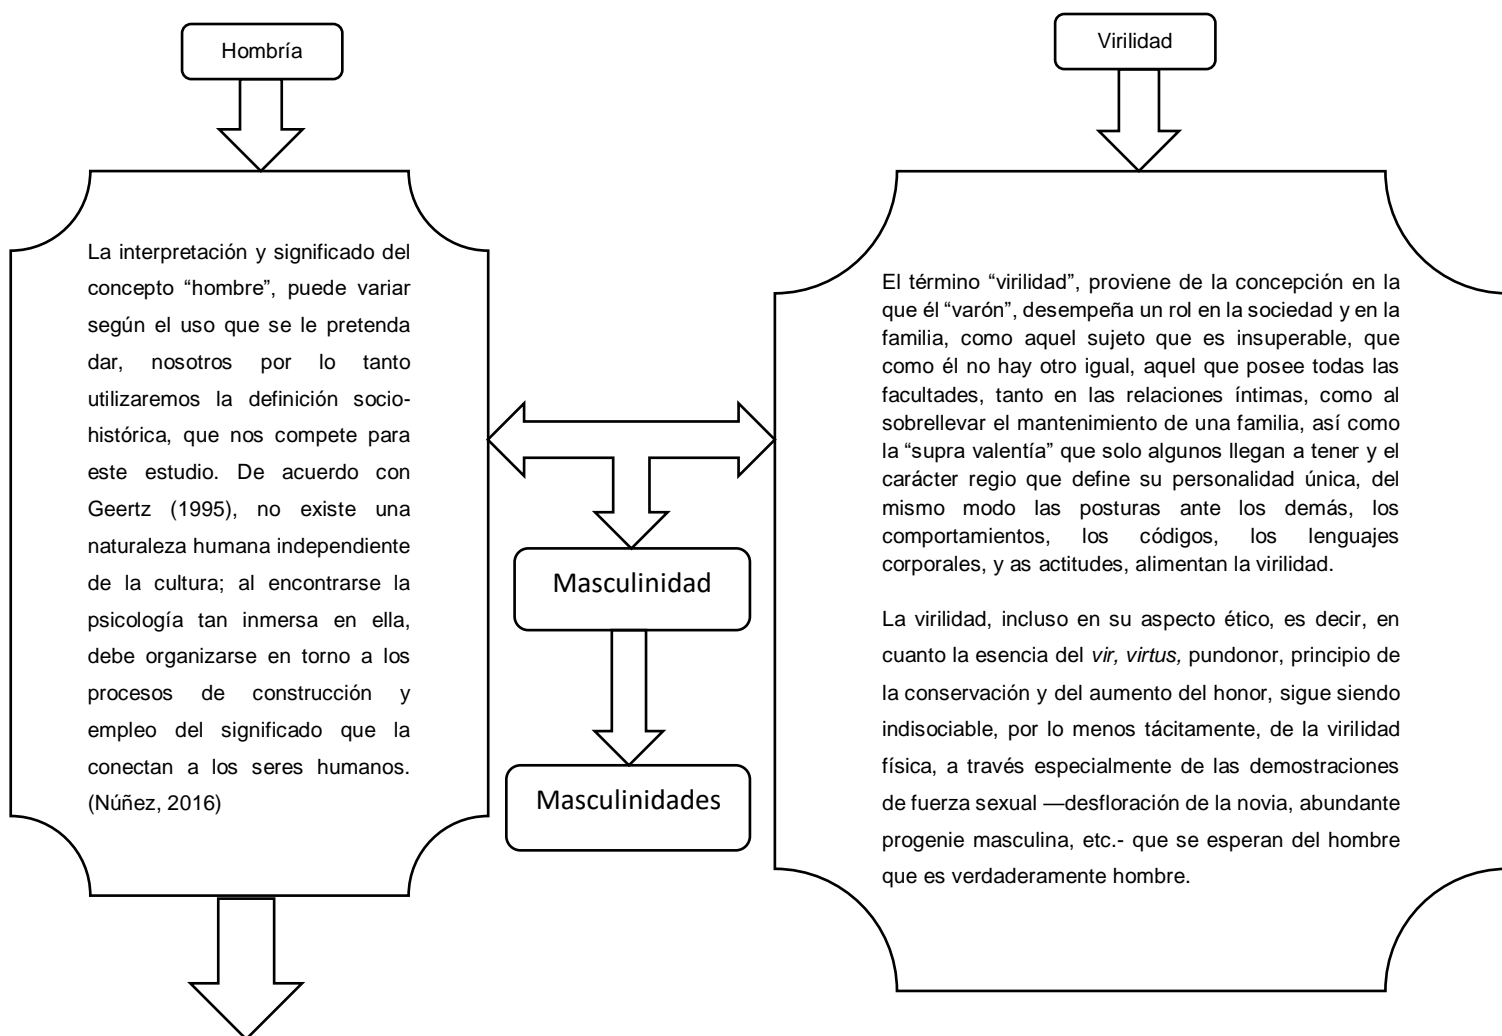 Hombría
Virilidad
La interpretación y significado del
concepto “hombre”, puede variar
según el uso que se le pretenda
dar, nosotros por lo tanto
utilizaremos la definición socio-
histórica, que nos compete para
este estudio. De acuerdo con
Geertz (1995), no existe una
naturaleza humana independiente
de la cultura; al encontrarse la
psicología tan inmersa en ella,
debe organizarse en torno a los
procesos de construcción y
empleo del significado que la
conectan a los seres humanos.
(Núñez, 2016)
Masculinidad
Masculinidades
El término “virilidad”, proviene de la concepción en la
que él “varón”, desempeña un rol en la sociedad y en la
familia, como aquel sujeto que es insuperable, que
como él no hay otro igual, aquel que posee todas las
facultades, tanto en las relaciones íntimas, como al
sobrellevar el mantenimiento de una familia, así como
la “supra valentía” que solo algunos llegan a tener y el
carácter regio que define su personalidad única, del
mismo modo las posturas ante los demás, los
comportamientos, los códigos, los lenguajes
corporales, y as actitudes, alimentan la virilidad.
La virilidad, incluso en su aspecto ético, es decir, en
cuanto la esencia del vir, virtus, pundonor, principio de
la conservación y del aumento del honor, sigue siendo
indisociable, por lo menos tácitamente, de la virilidad
física, a través especialmente de las demostraciones
de fuerza sexual —desfloración de la novia, abundante
progenie masculina, etc.- que se esperan del hombre
que es verdaderamente hombre.